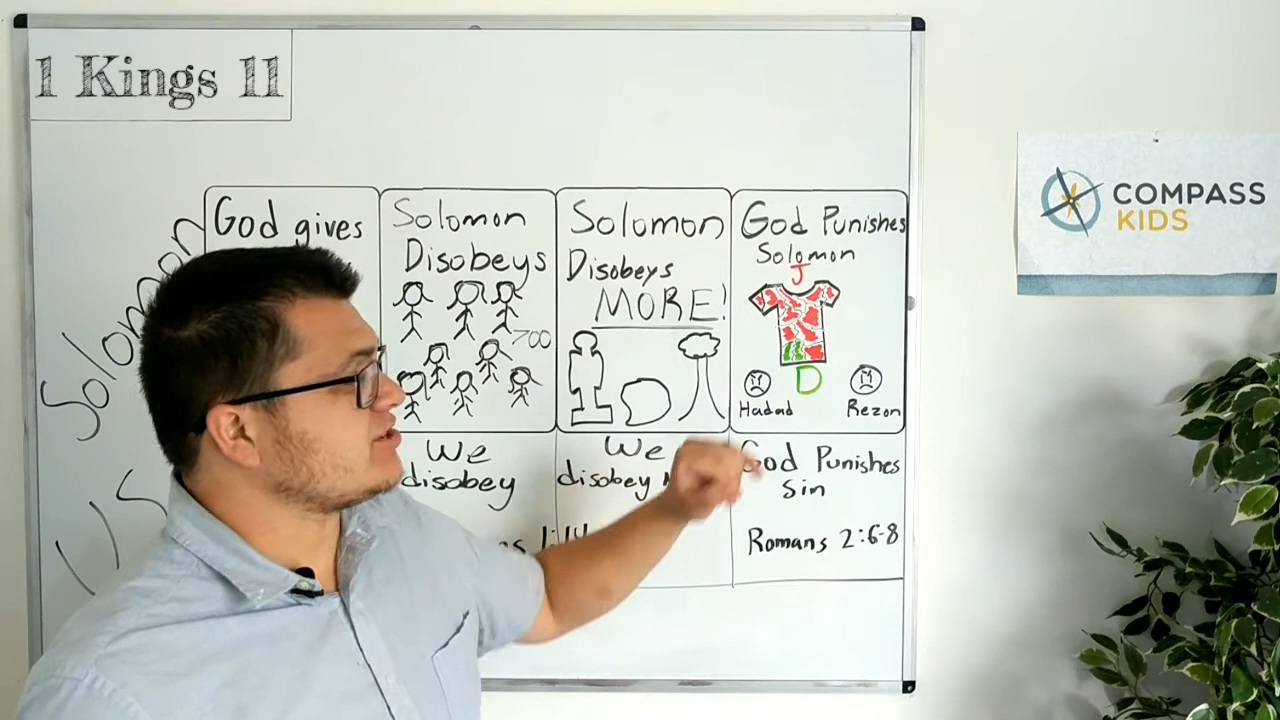 1 Kings 11
COMPASS
KIDS
Solomon
US
God gives
Solomon
Disobeys
700
Solomon
Disobeys
MORE!
God Punishes
Solomon
J
D
Hadad
Rezon
We
disobey
We
disobey
God Punishes
Sin
Romans 2:6-8